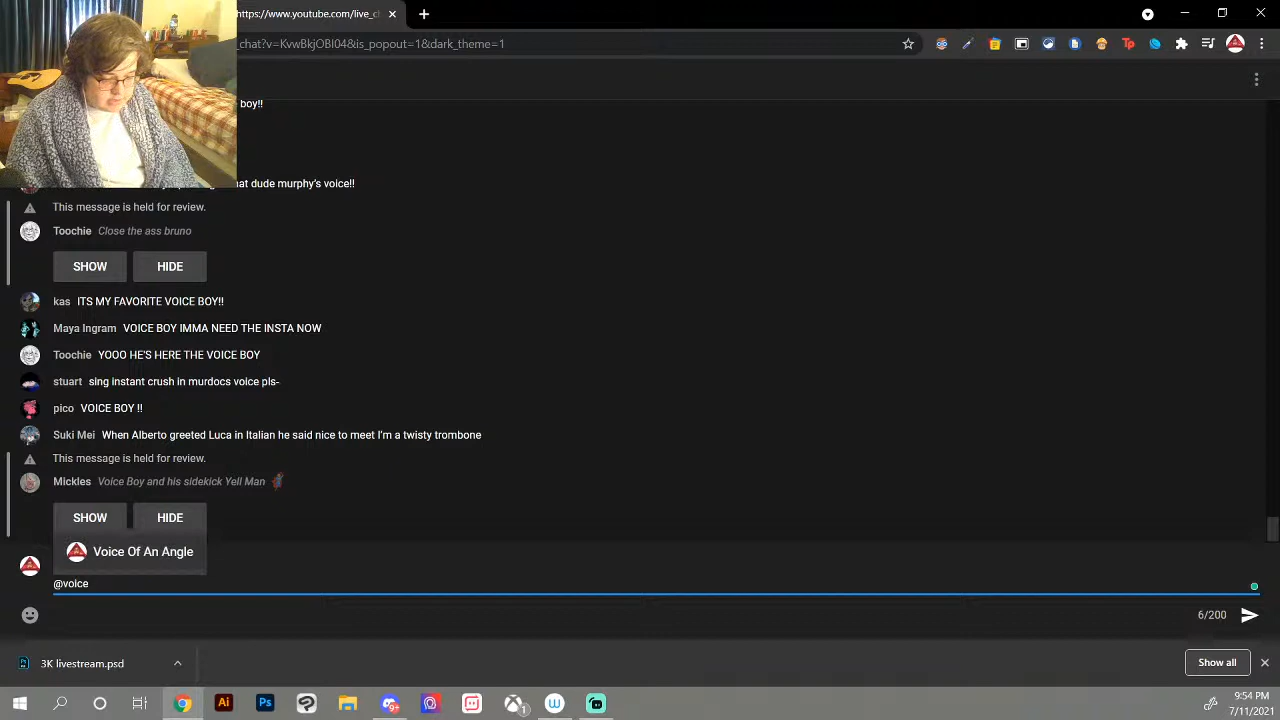 https://www.youtube.com/live_c
_chat?v=KvwBkjOBI04&is_popout=1&dark_theme=1
boy!!
at dude murphy's voice!!
This message is held for review.
Toochie Close the ass bruno
SHOW HIDE
kas ITS MY FAVORITE VOICE BOY!!
Maya Ingram VOICE BOY IMMA NEED THE INSTA NOW
Toochie YOOO HE'S HERE THE VOICE BOY
stuart sing instant crush in murdocs voice pls-
pico VOICE BOY !!
Suki Mei When Alberto greeted Luca in Italian he said nice to meet I'm a twisty trombone
This message is held for review.
Mickles Voice Boy and his sidekick Yell Man
SHOW HIDE
Voice Of An Angle
@voice
6/200
3K livestream.psd
Show all
Ai Ps
9:54 PM
7/11/2021